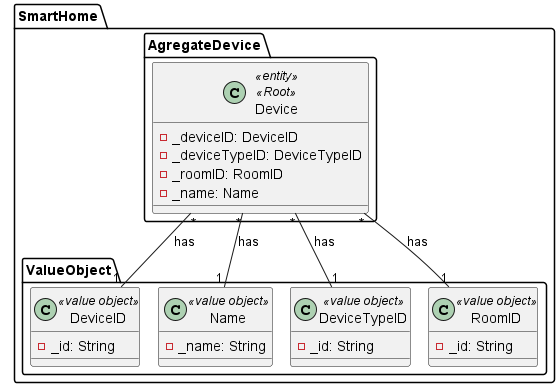 SmartHome
AgregateDevice
«entity»
«Root»
C
Device
_deviceID: DeviceID
_deviceTypeID: DeviceTypeID
_roomID: RoomID
_name: Name
* * * *
has has has has
ValueObject
1 1 1 1
C «value object» C «value object» C «value object» C «value object»
DeviceID Name DeviceTypeID RoomID
_id: String _name: String _id: String _id: String